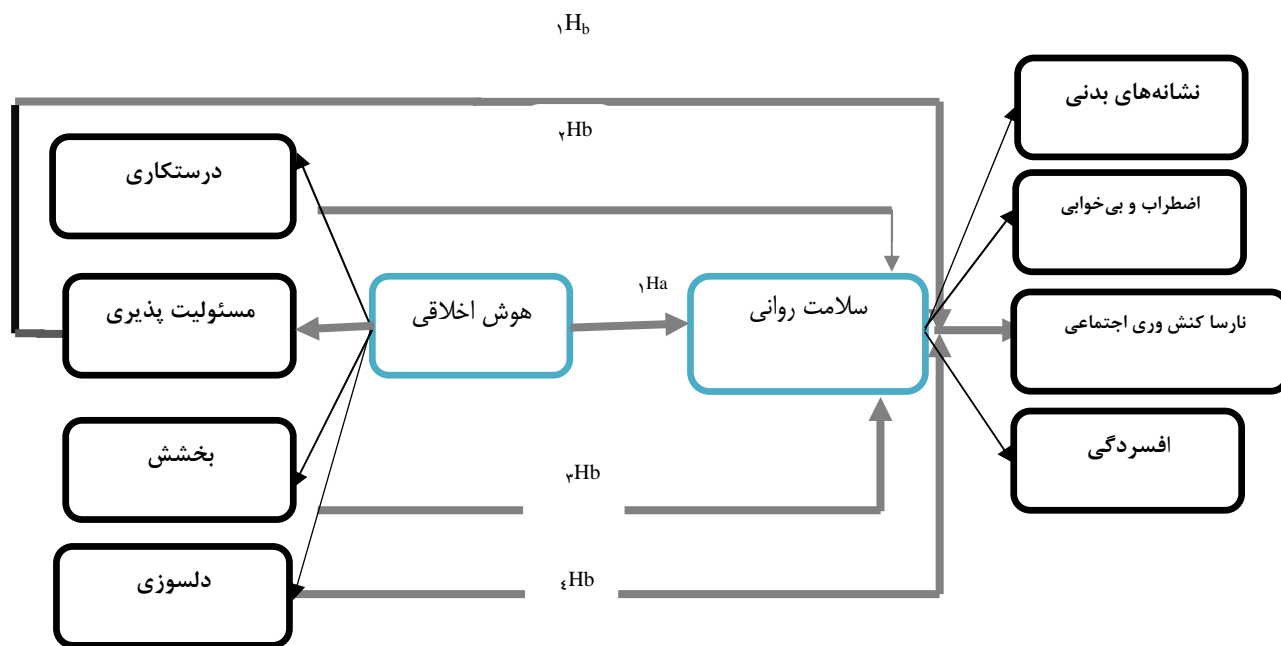 ۱Hb
نشانه‌های بدنی
۲Hb
درستکاری
اضطراب و بی‌خوابی
۱Ha
مسئولیت پذیری
هوش اخلاقی
سلامت روانی
نارسا کنش وری اجتماعی
بخشش
افسردگی
۳Hb
دلسوزی
٤Hb